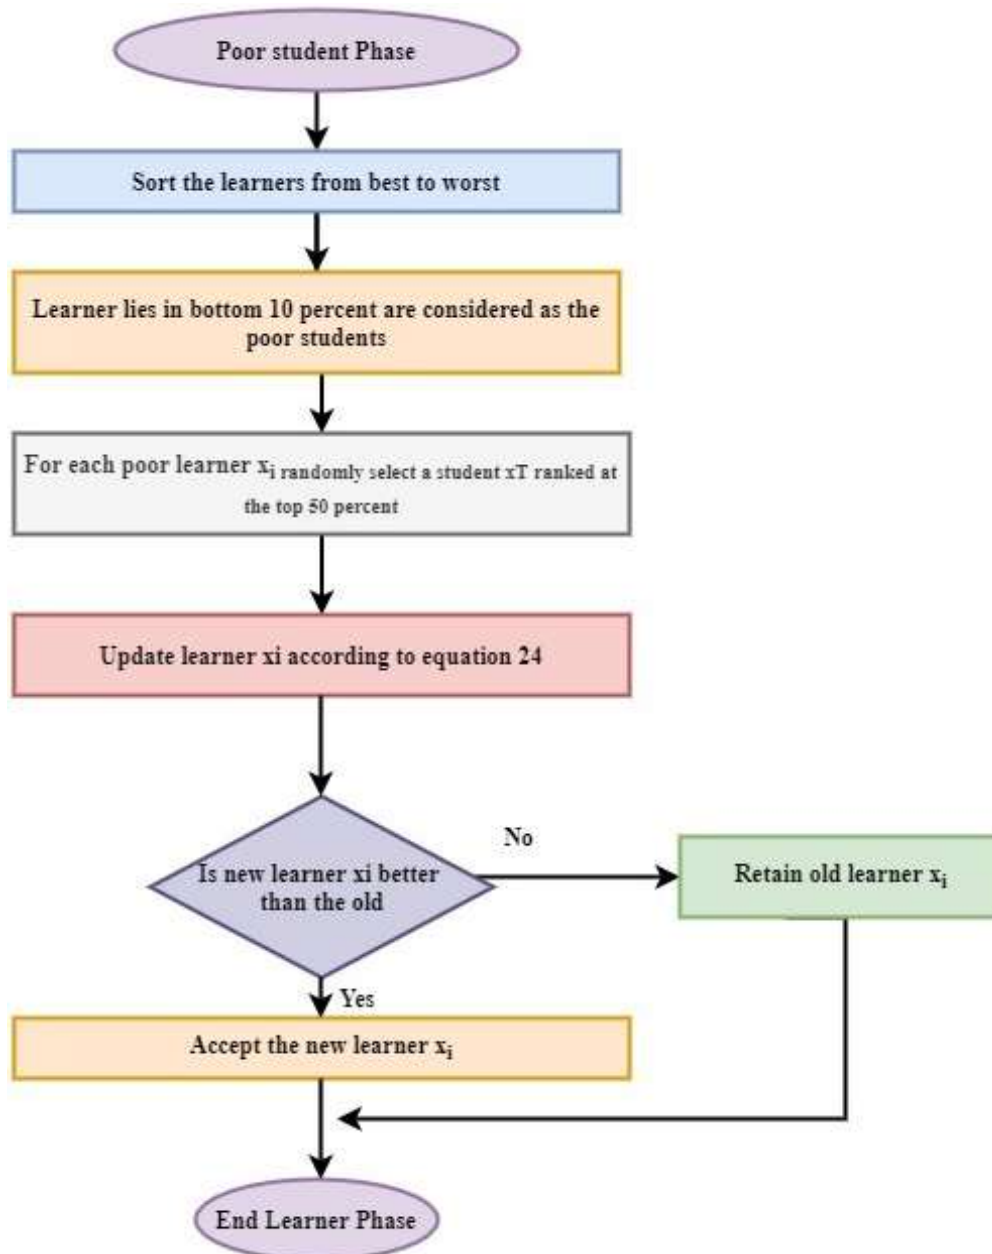 Poor student Phase
Sort the learners from best to worst
Learner lies in bottom 10 percent are considered as the
poor students
For each poor learner xi randomly select a student xT ranked at
the top 50 percent
Update learner xi according to equation 24
Is new learner xi better
than the old
No
Retain old learner xi
Yes
Accept the new learner xi
End Learner Phase